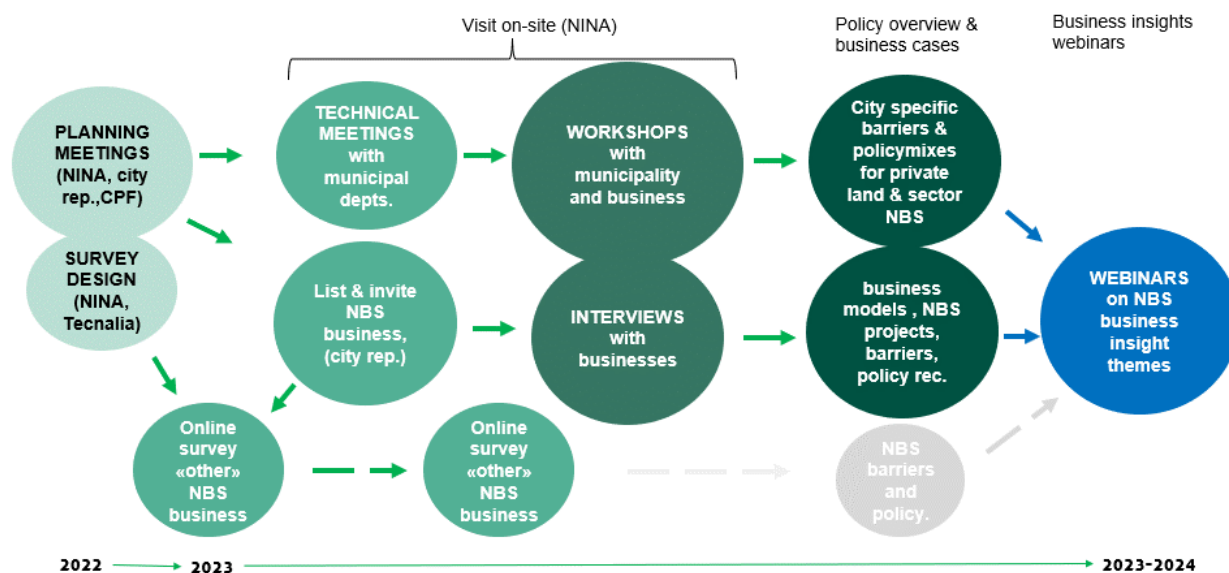 Visit on-site (NINA)
Policy overview &
business cases
Business insights
webinars
PLANNING
MEETINGS
(NINA, city
rep.,CPF)
TECHNICAL
MEETINGS
with
municipal
depts.
WORKSHOPS
with
municipality
and business
City specific
barriers &
policymixes
for private
land & sector
NBS
SURVEY
DESIGN
(NINA,
Tecnalia)
List & invite
NBS
business,
(city rep.)
INTERVIEWS
with
businesses
business
models , NBS
projects,
barriers,
policy rec.
WEBINARS
on NBS
business
insight
themes
Online
survey
«other»
NBS
business
Online
survey
«other»
NBS
business
NBS
barriers
and
policy.
2022
2023
2023-2024